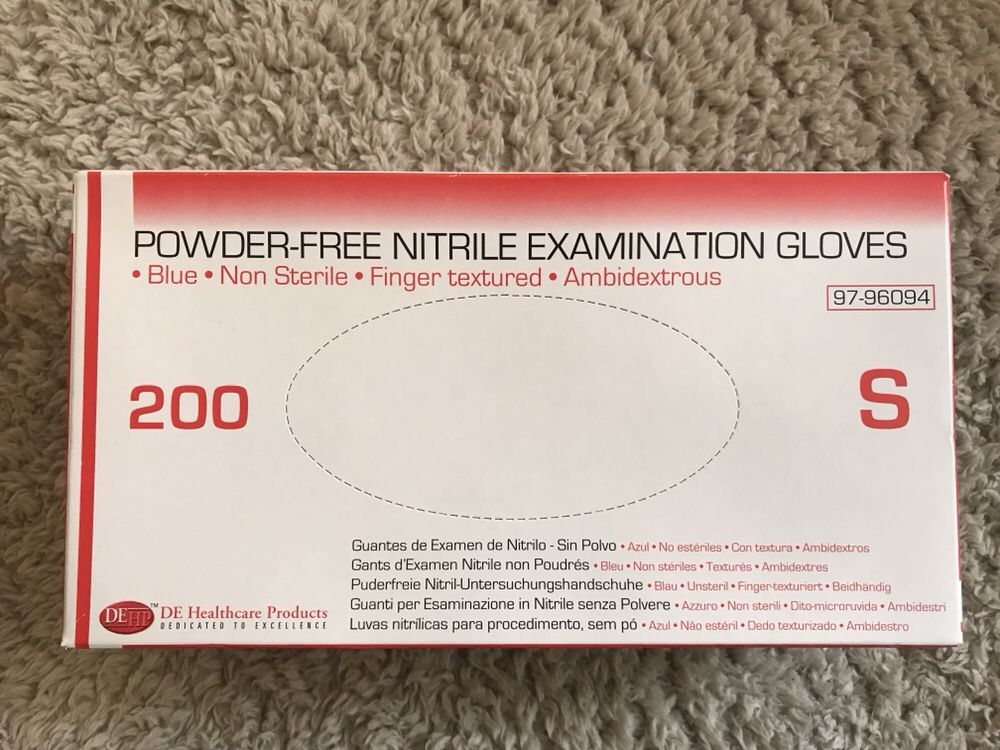 POWDER-FREE NITRILE EXAMINATION GLOVES
• Blue • Non Sterile • Finger textured • Ambidextrous
97-96094
200
S
Guantes de Examen de Nitrilo - Sin Polvo • Azul • No estériles • Con textura • Ambidextros
Gants d'Examen Nitrile non Poudrés • Bleu • Non stériles • Texturés • Ambidextres
Puderfreie Nitril-Untersuchungshandschuhe • Blau • Unsteril • Finger-texturiert • Beidhändig
Guanti per Esaminazione in Nitrile senza Polvere • Azzuro • Non sterili • Dito-microruvida • Ambidestri
Luvas nitrílicas para procedimento, sem pó • Azul • Não estéril • Dedo texturizado • Ambidestro
DEHP™ DE Healthcare Products
DEDICATED TO EXCELLENCE